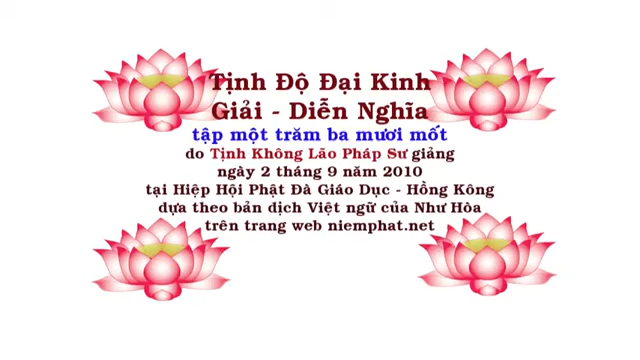 Tịnh Độ Đại Kinh
Giải - Diễn Nghĩa
tập một trăm ba mươi mốt
do Tịnh Không Lão Pháp Sư giảng
ngày 2 tháng 9 năm 2010
tại Hiệp Hội Phật Đà Giáo Dục - Hồng Kông
dựa theo bản dịch Việt ngữ của Như Hòa
trên trang web niemphat.net